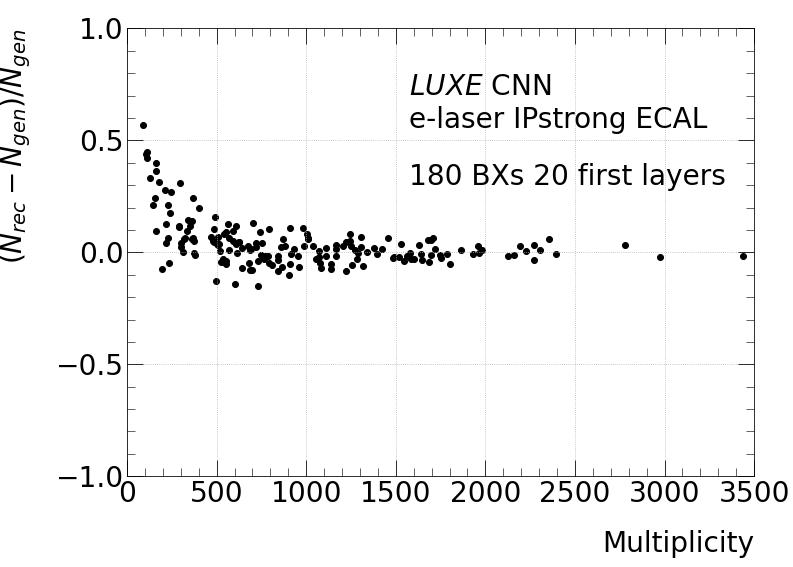 (N_rec − N_gen)/N_gen
1.0
0.5
0.0
−0.5
−1.0
LUXE CNN
e-laser IPstrong ECAL
180 BXs 20 first layers
0 500 1000 1500 2000 2500 3000 3500
Multiplicity